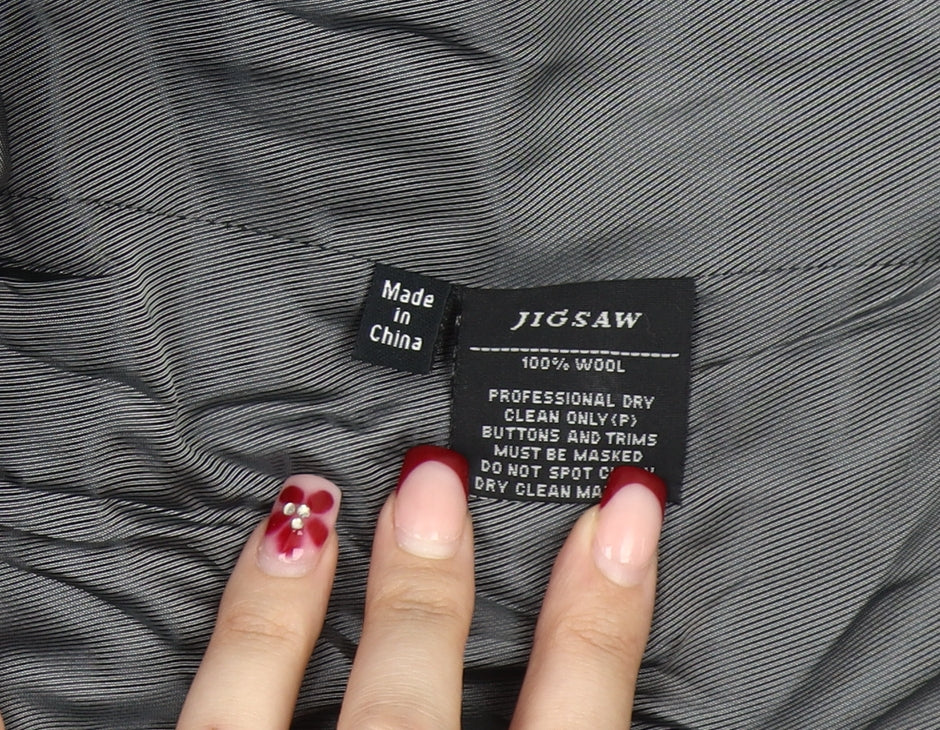 Made
in
China
JIGSAW
100% WOOL
PROFESSIONAL DRY
CLEAN ONLY(P)
BUTTONS AND TRIMS
MUST BE MASKED
DO NOT SPOT
DRY CLEAN